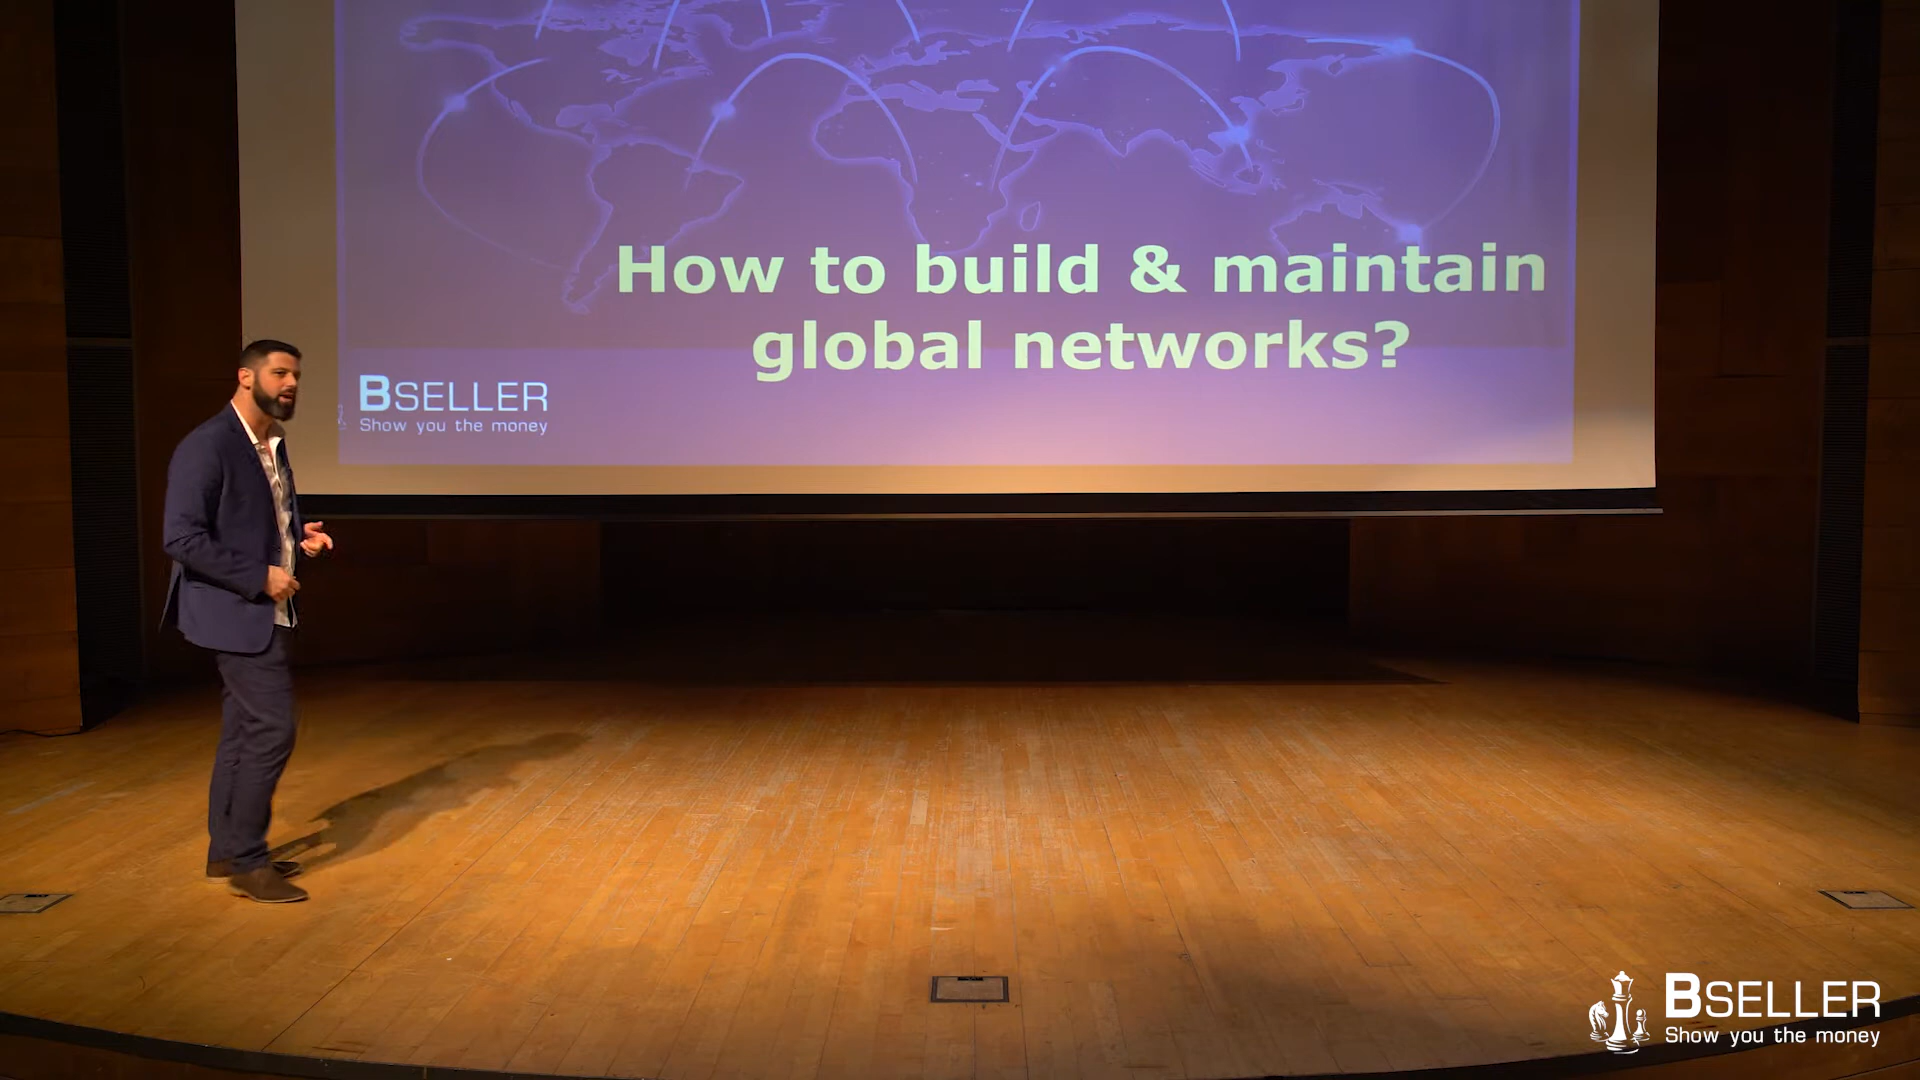 How to build & maintain
global networks?
BSELLER
Show you the money
BSELLER
Show you the money